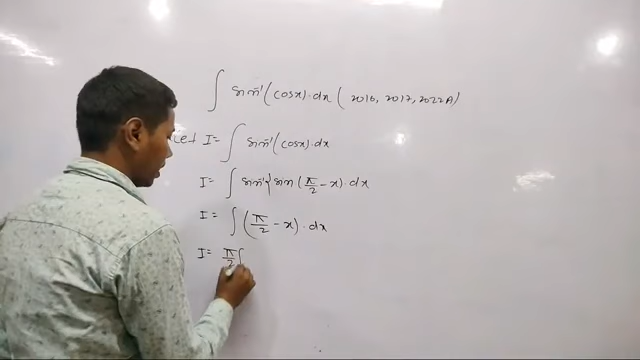 ∫ sin⁻¹(cosx).dx (2016, 2017, 2022A)
Let I = ∫ sin⁻¹(cosx).dx
I = ∫ sin⁻¹{sin.(π/2 - x).dx
I = ∫ (π/2 - x).dx
I = π/2 ∫